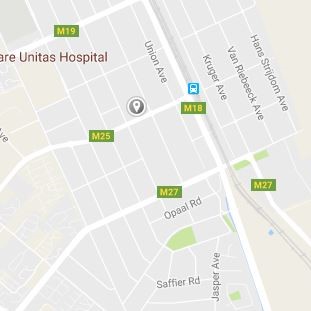 M19
are Unitas Hospital
Union Ave
Kruger Ave
Van Riebeeck Ave
Hans Strijdom Ave
M18
M25
M27
M27
Opaal Rd
Saffier Rd
Jasper Ave